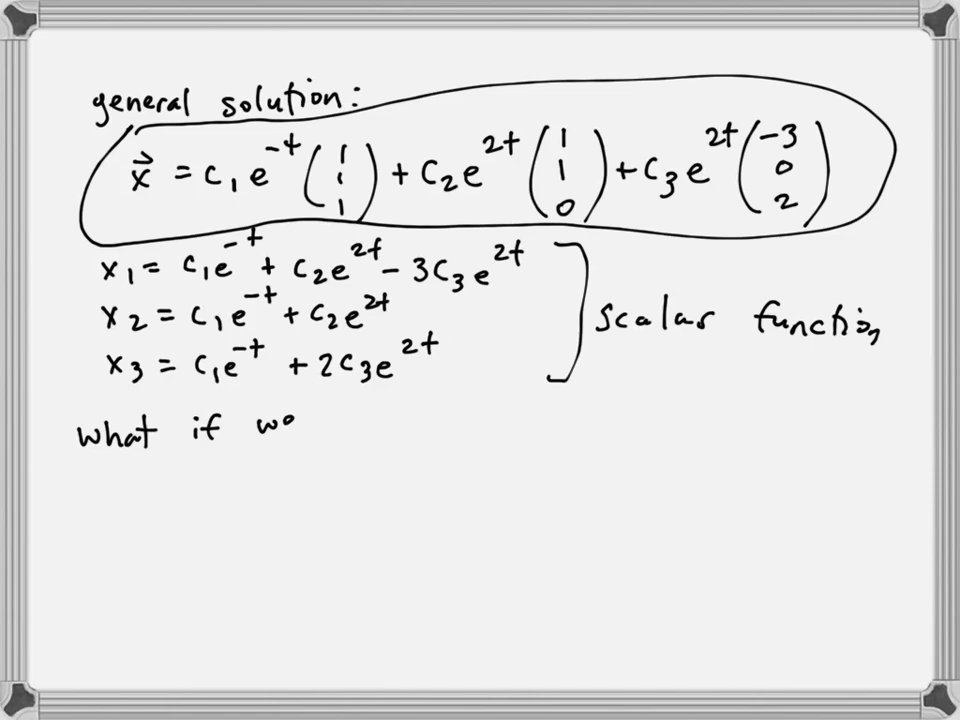 general solution:
x⃗ = c₁e^{-t} (1 1 1) + c₂e^{2t} (1 1 0) + c₃e^{2t} (-3 0 2)
x₁ = c₁e^{-t} + c₂e^{2t} - 3c₃e^{2t}
x₂ = c₁e^{-t} + c₂e^{2t}
x₃ = c₁e^{-t} + 2c₃e^{2t}
scalar function
what if we